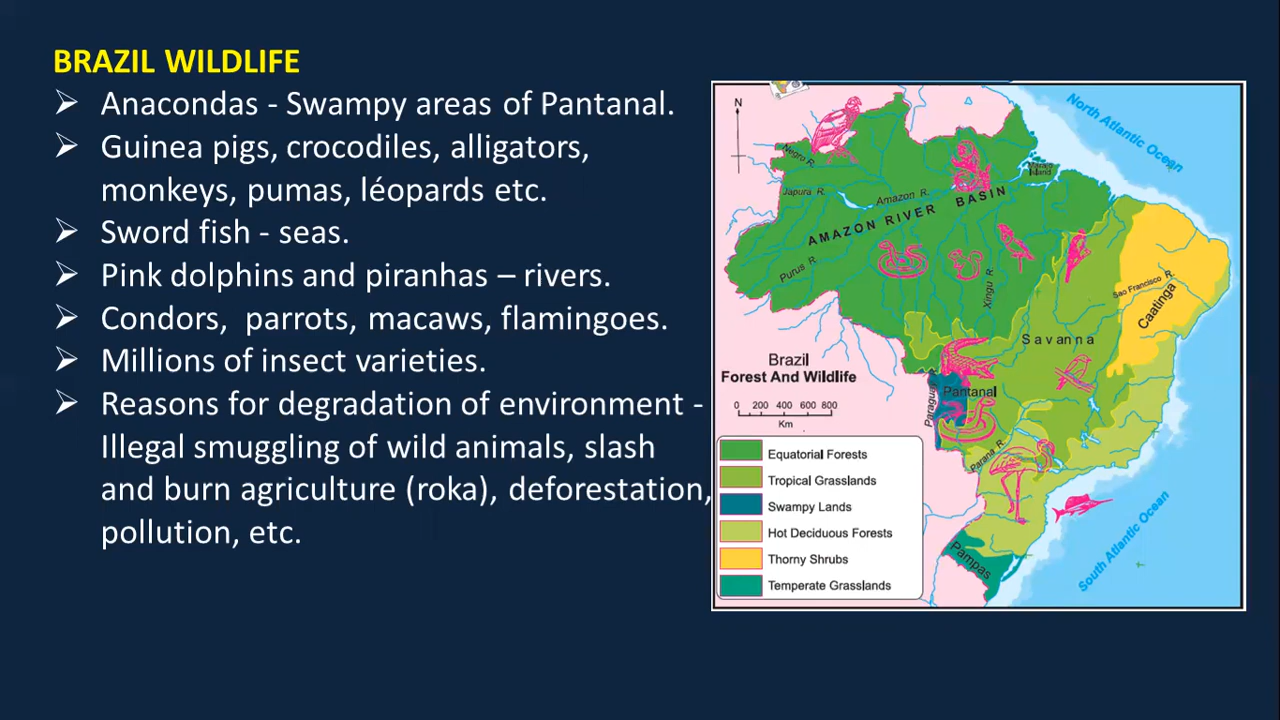 BRAZIL WILDLIFE
➢ Anacondas - Swampy areas of Pantanal.
➢ Guinea pigs, crocodiles, alligators,
monkeys, pumas, léopards etc.
➢ Sword fish - seas.
➢ Pink dolphins and piranhas – rivers.
➢ Condors, parrots, macaws, flamingoes.
➢ Millions of insect varieties.
➢ Reasons for degradation of environment -
Illegal smuggling of wild animals, slash
and burn agriculture (roka), deforestation,
pollution, etc.
N
North Atlantic Ocean
Negro R.
Island
Japura R.
Amazon R.
AMAZON RIVER BASIN
Purus R.
Xingu R.
Sao Francisco R.
Caatinga
Savanna
Brazil
Forest And Wildlife
0 200 400 600 800
Km
Paraguay
Pantanal
Parana R.
Pampas
South Atlantic Ocean
Equatorial Forests
Tropical Grasslands
Swampy Lands
Hot Deciduous Forests
Thorny Shrubs
Temperate Grasslands